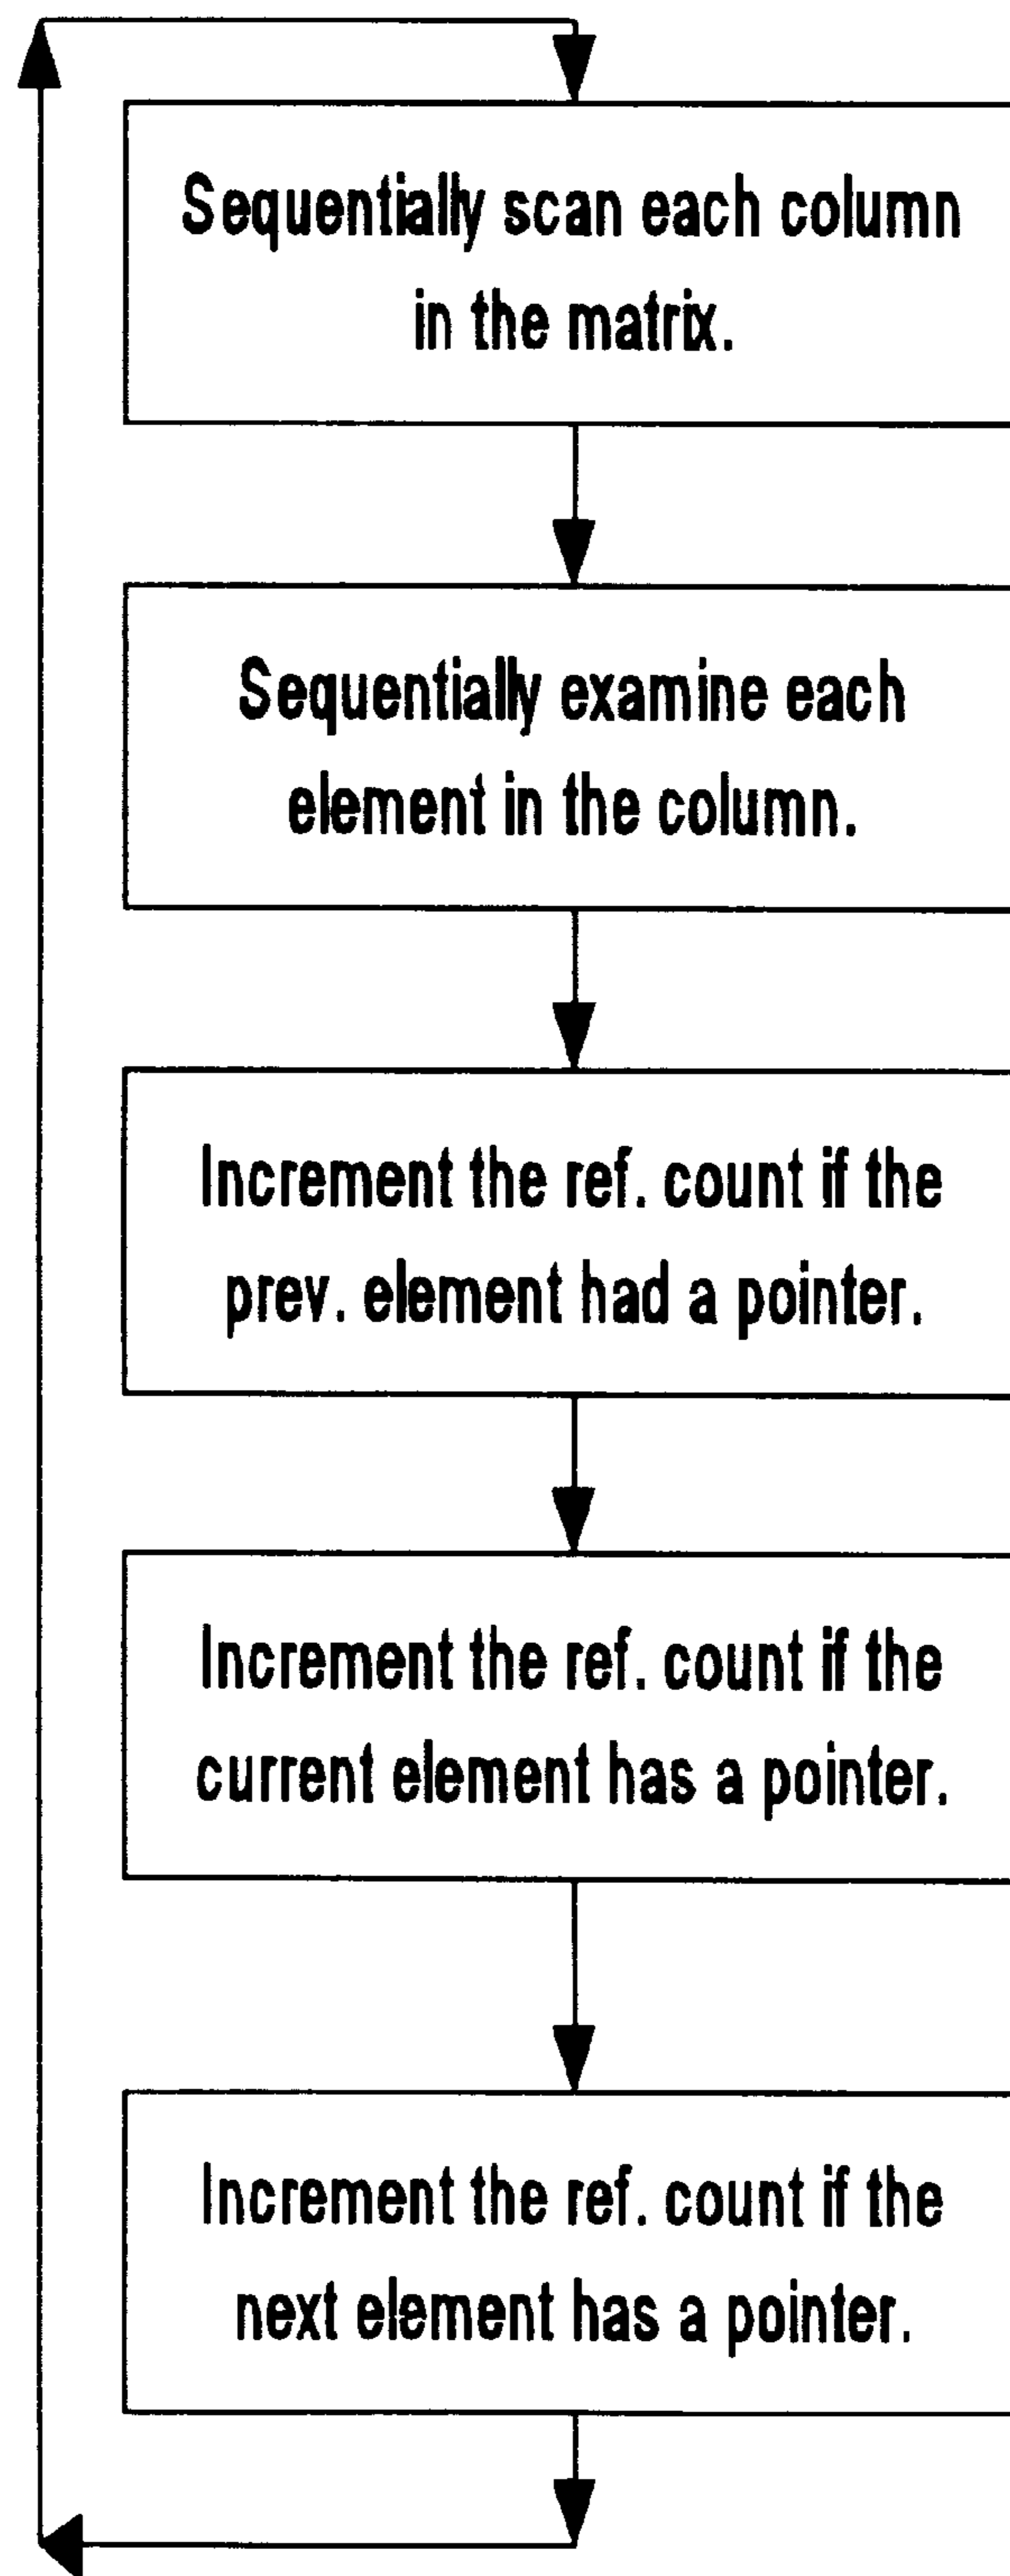 Sequentially scan each column
in the matrix.
Sequentially examine each
element in the column.
Increment the ref. count if the
prev. element had a pointer.
Increment the ref. count if the
current element has a pointer.
Increment the ref. count if the
next element has a pointer.